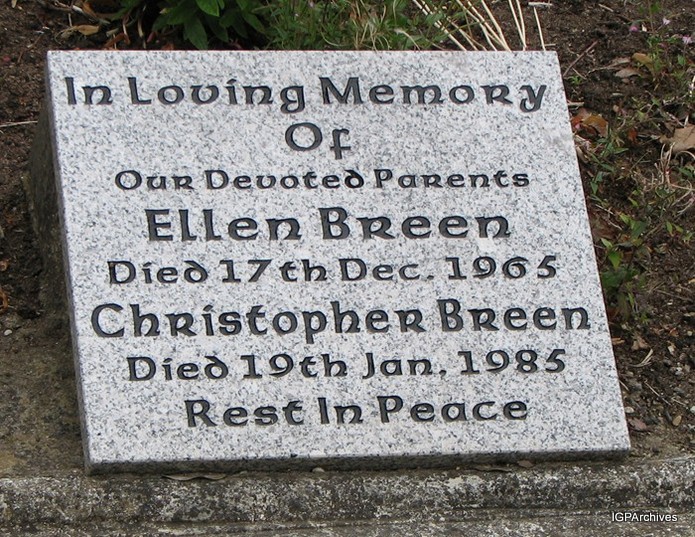 In Loving Memory
Of
Our Devoted Parents
Ellen Breen
Died 17th Dec. 1965
Christopher Breen
Died 19th Jan. 1985
Rest In Peace
IGPArchives